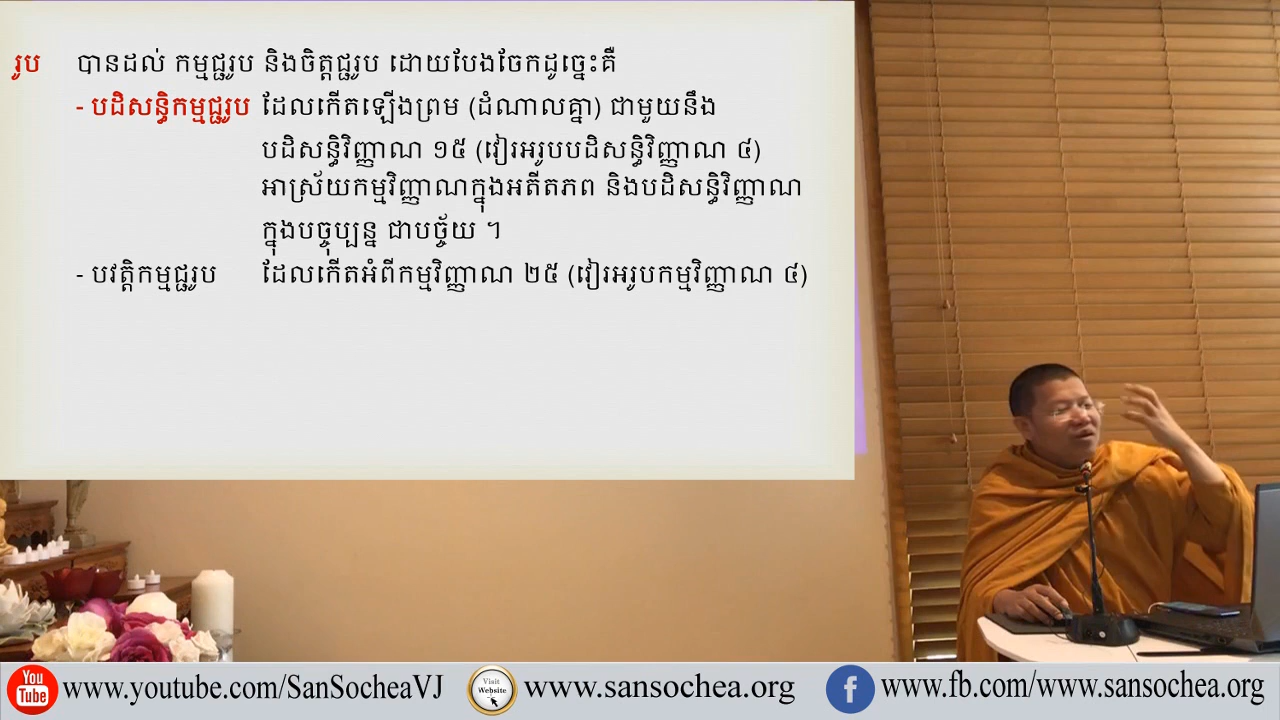 រូប បានដល់ កម្មជ្ជរូប និងចិត្តជ្ជរូប ដោយបែងចែកដូច្នេះគឺ
- បដិសន្ធិកម្មជ្ជរូប ដែលកើតឡើងព្រម (ដំណាលគ្នា) ជាមួយនឹង
បដិសន្ធិវិញ្ញាណ ១៥ (វៀរអរូបបដិសន្ធិវិញ្ញាណ ៤)
អាស្រ័យកម្មវិញ្ញាណក្នុងអតីតភព និងបដិសន្ធិវិញ្ញាណ
ក្នុងបច្ចុប្បន្ន ជាបច្ច័យ ។
- បវត្តិកម្មជ្ជរូប ដែលកើតអំពីកម្មវិញ្ញាណ ២៥ (វៀរអរូបកម្មវិញ្ញាណ ៤)
You Tube www.youtube.com/SanSocheaVJ Visit Website www.sansochea.org f www.fb.com/www.sansochea.org